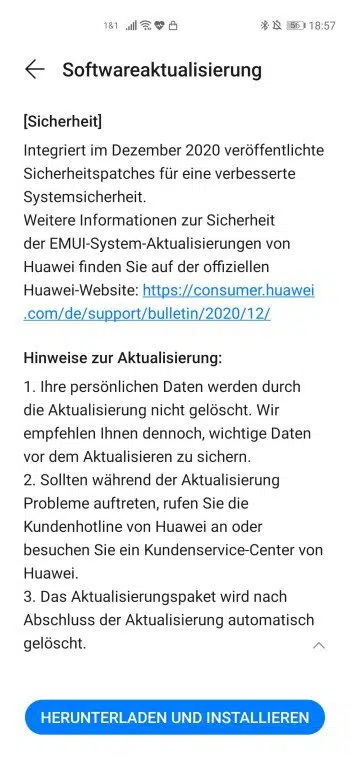 1&1 56 18:57
Softwareaktualisierung
[Sicherheit]
Integriert im Dezember 2020 veröffentlichte
Sicherheitspatches für eine verbesserte
Systemsicherheit.
Weitere Informationen zur Sicherheit
der EMUI-System-Aktualisierungen von
Huawei finden Sie auf der offiziellen
Huawei-Website: https://consumer.huawei
.com/de/support/bulletin/2020/12/
Hinweise zur Aktualisierung:
1. Ihre persönlichen Daten werden durch
die Aktualisierung nicht gelöscht. Wir
empfehlen Ihnen dennoch, wichtige Daten
vor dem Aktualisieren zu sichern.
2. Sollten während der Aktualisierung
Probleme auftreten, rufen Sie die
Kundenhotline von Huawei an oder
besuchen Sie ein Kundenservice-Center von
Huawei.
3. Das Aktualisierungspaket wird nach
Abschluss der Aktualisierung automatisch
gelöscht.
HERUNTERLADEN UND INSTALLIEREN